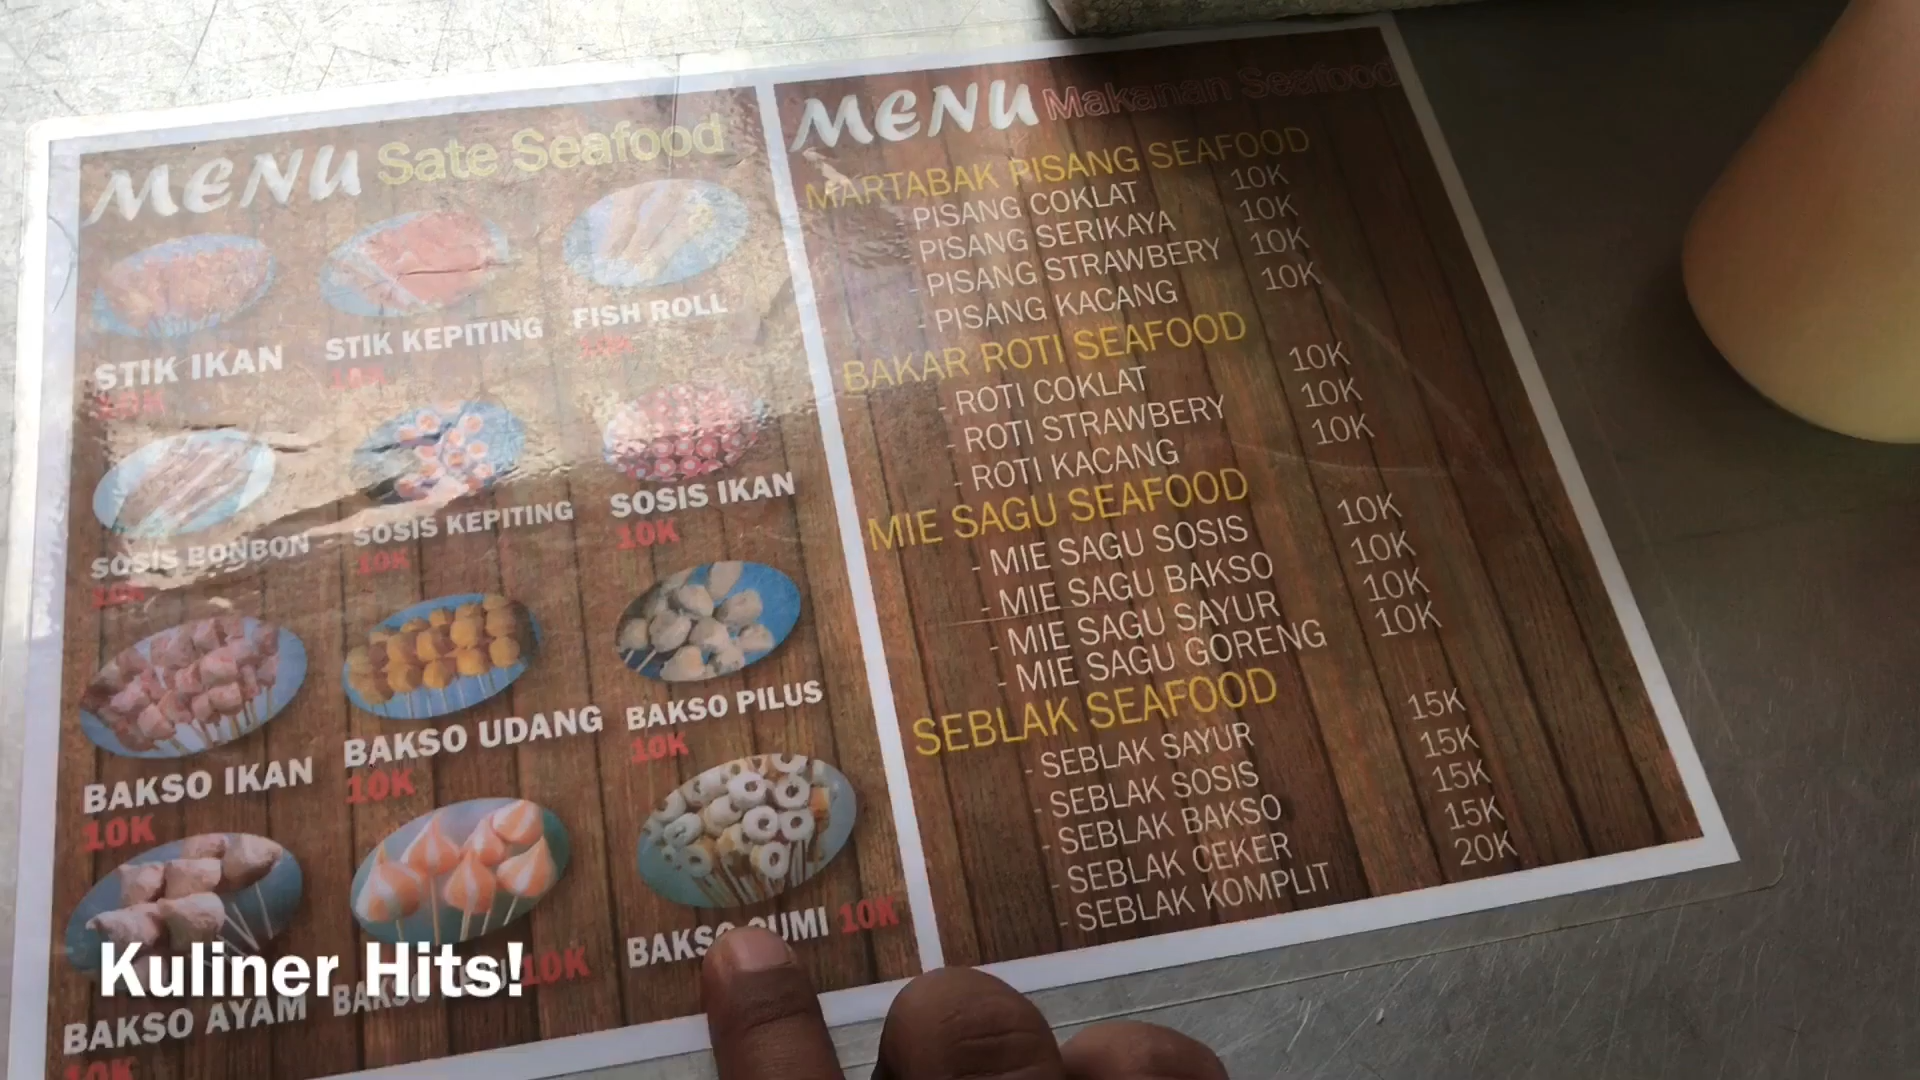 MENU Sate Seafood
STIK IKAN
STIK KEPITING
FISH ROLL
SOSIS BONBON
SOSIS KEPITING
10K
SOSIS IKAN
10K
BAKSO IKAN
10K
BAKSO UDANG
10K
BAKSO PILUS
10K
BAKSO AYAM
10K
BAKSO
10K
BAKSO CUMI 10K
MENU Makanan Seafood
MARTABAK PISANG SEAFOOD
- PISANG COKLAT 10K
- PISANG SERIKAYA 10K
- PISANG STRAWBERY 10K
- PISANG KACANG 10K
BAKAR ROTI SEAFOOD
- ROTI COKLAT 10K
- ROTI STRAWBERY 10K
- ROTI KACANG 10K
MIE SAGU SEAFOOD
- MIE SAGU SOSIS 10K
- MIE SAGU BAKSO 10K
- MIE SAGU SAYUR 10K
- MIE SAGU GORENG 10K
SEBLAK SEAFOOD
- SEBLAK SAYUR 15K
- SEBLAK SOSIS 15K
- SEBLAK BAKSO 15K
- SEBLAK CEKER 15K
- SEBLAK KOMPLIT 20K
Kuliner Hits!